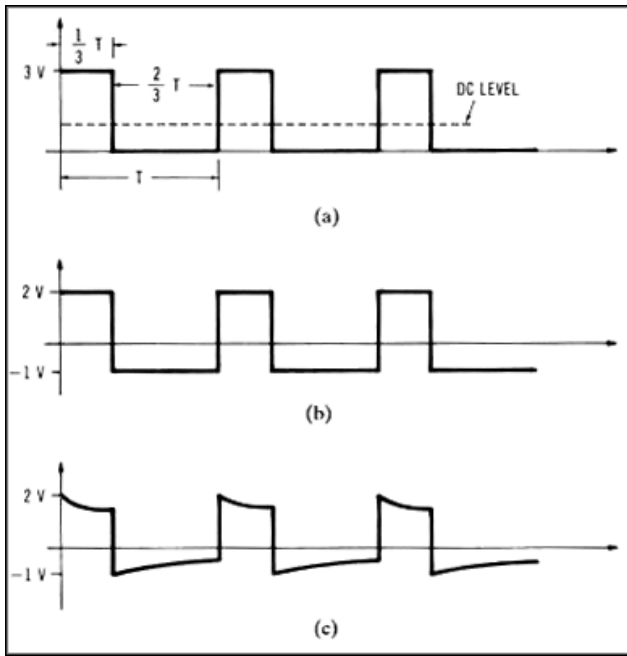 1/3 T
3 V
2/3 T
DC LEVEL
T
(a)
2 V
−1 V
(b)
2 V
−1 V
(c)